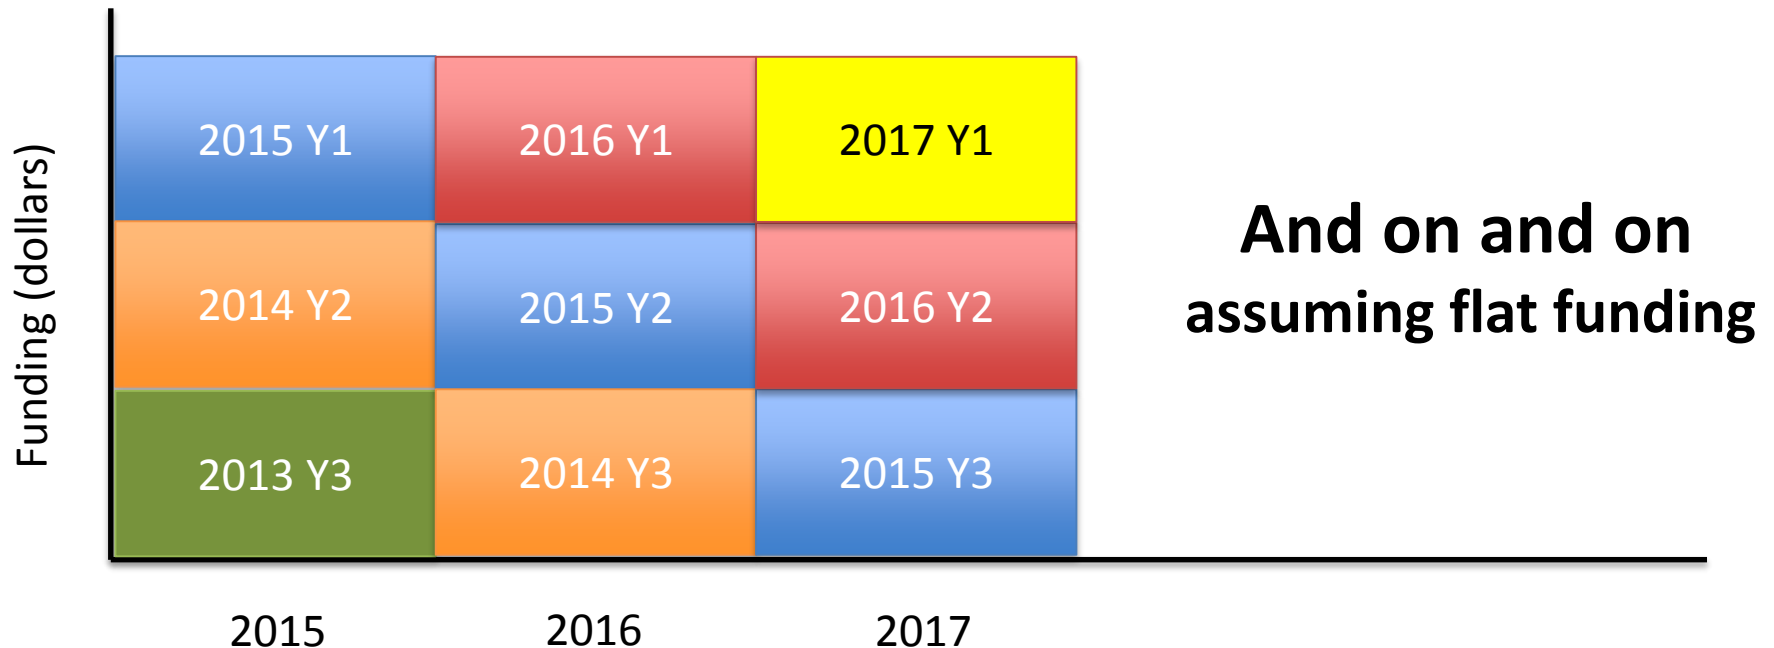 Funding (dollars)
2015 Y1
2016 Y1
2017 Y1
2014 Y2
2015 Y2
2016 Y2
2013 Y3
2014 Y3
2015 Y3
And on and on
assuming flat funding
2015
2016
2017